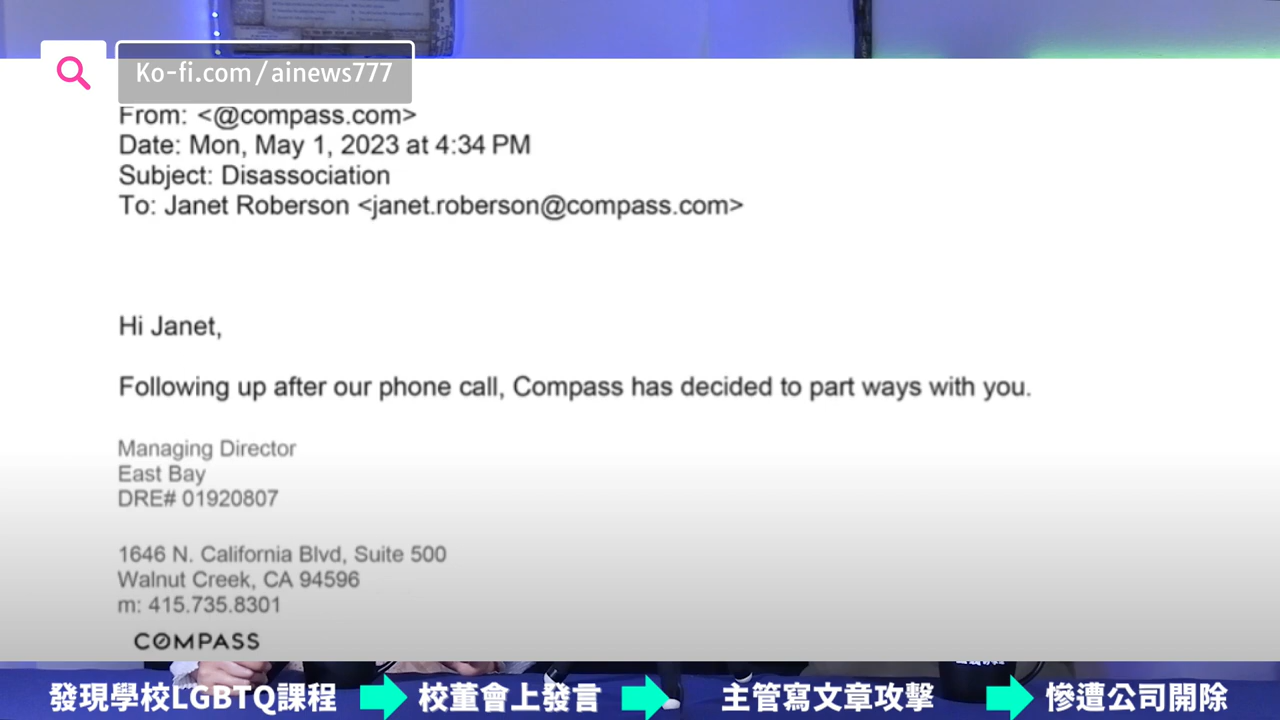 Ko-fi.com/ainews777
From: <@compass.com>
Date: Mon, May 1, 2023 at 4:34 PM
Subject: Disassociation
To: Janet Roberson <janet.roberson@compass.com>
Hi Janet,
Following up after our phone call, Compass has decided to part ways with you.
Managing Director
East Bay
DRE# 01920807
1646 N. California Blvd, Suite 500
Walnut Creek, CA 94596
m: 415.735.8301
COMPASS
發現學校LGBTQ課程 校董會上發言 主管寫文章攻擊 慘遭公司開除